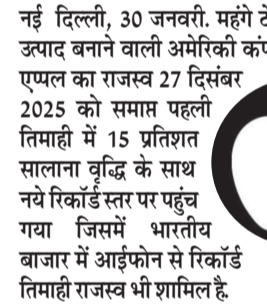 नई दिल्ली, 30 जनवरी. महंगे
उत्पाद बनाने वाली अमेरिकी
एप्पल का राजस्व 27 दिसंबर
2025 को समाप्त पहली
तिमाही में 15 प्रतिशत
सालाना वृद्धि के साथ
नये रिकॉर्ड स्तर पर पहुंच
गया जिसमें भारतीय
बाजार में आईफोन से रिकॉर्ड
तिमाही राजस्व भी शामिल है.